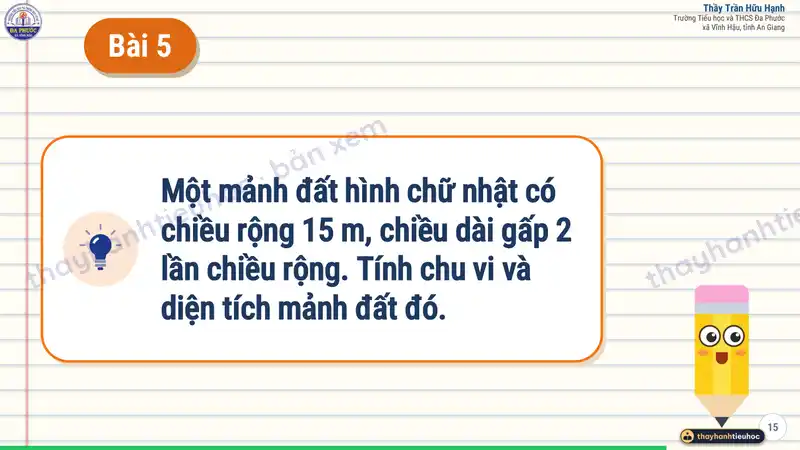 Thầy Trần Hữu Hạnh
Trường Tiểu học và THCS Đa Phước
xã Vĩnh Hậu, tỉnh An Giang
ĐA PHƯỚC
Bài 5
Một mảnh đất hình chữ nhật có
chiều rộng 15 m, chiều dài gấp 2
lần chiều rộng. Tính chu vi và
diện tích mảnh đất đó.
thayhanhtieuhoc
15